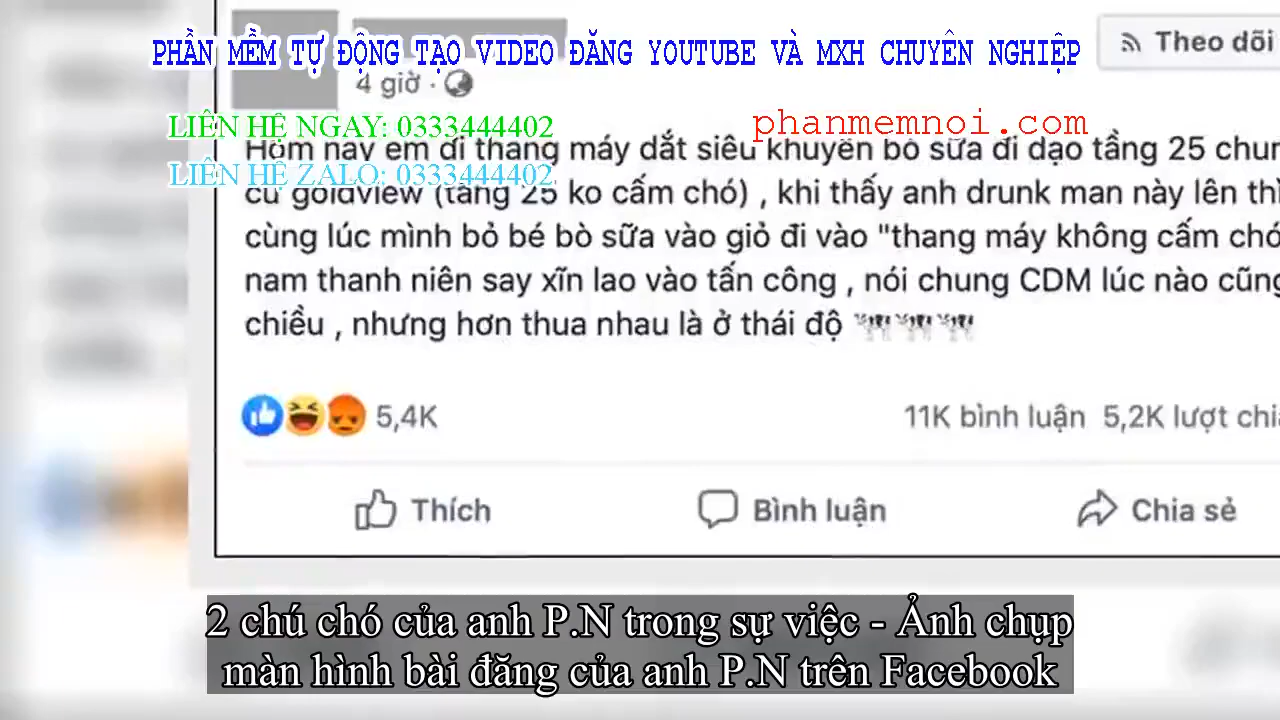 PHẦN MỀM TỰ ĐỘNG TẠO VIDEO ĐĂNG YOUTUBE VÀ MXH CHUYÊN NGHIỆP
Theo dõi
4 giờ ·
LIÊN HỆ NGAY: 0333444402
phanmemnoi.com
Hôm nay em đi thang máy dắt siêu khuyển bò sữa đi dạo tầng 25 chun
LIÊN HỆ ZALO: 0333444402
cư goldview (tầng 25 ko cấm chó) , khi thấy anh drunk man này lên thì
cùng lúc mình bỏ bé bò sữa vào giỏ đi vào "thang máy không cấm chó
nam thanh niên say xĩn lao vào tấn công , nói chung CDM lúc nào cũng
chiều , nhưng hơn thua nhau là ở thái độ
5,4K
11K bình luận 5,2K lượt chia
Thích
Bình luận
Chia sẻ
2 chú chó của anh P.N trong sự việc - Ảnh chụp
màn hình bài đăng của anh P.N trên Facebook